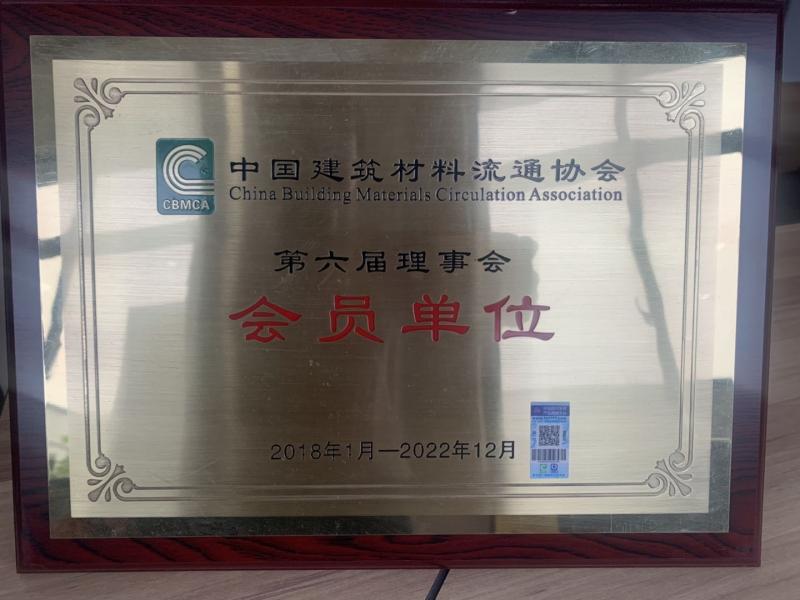 中国建筑材料流通协会
China Building Materials Circulation Association
CBMCA
第六届理事会
会员单位
2018年1月—2022年12月